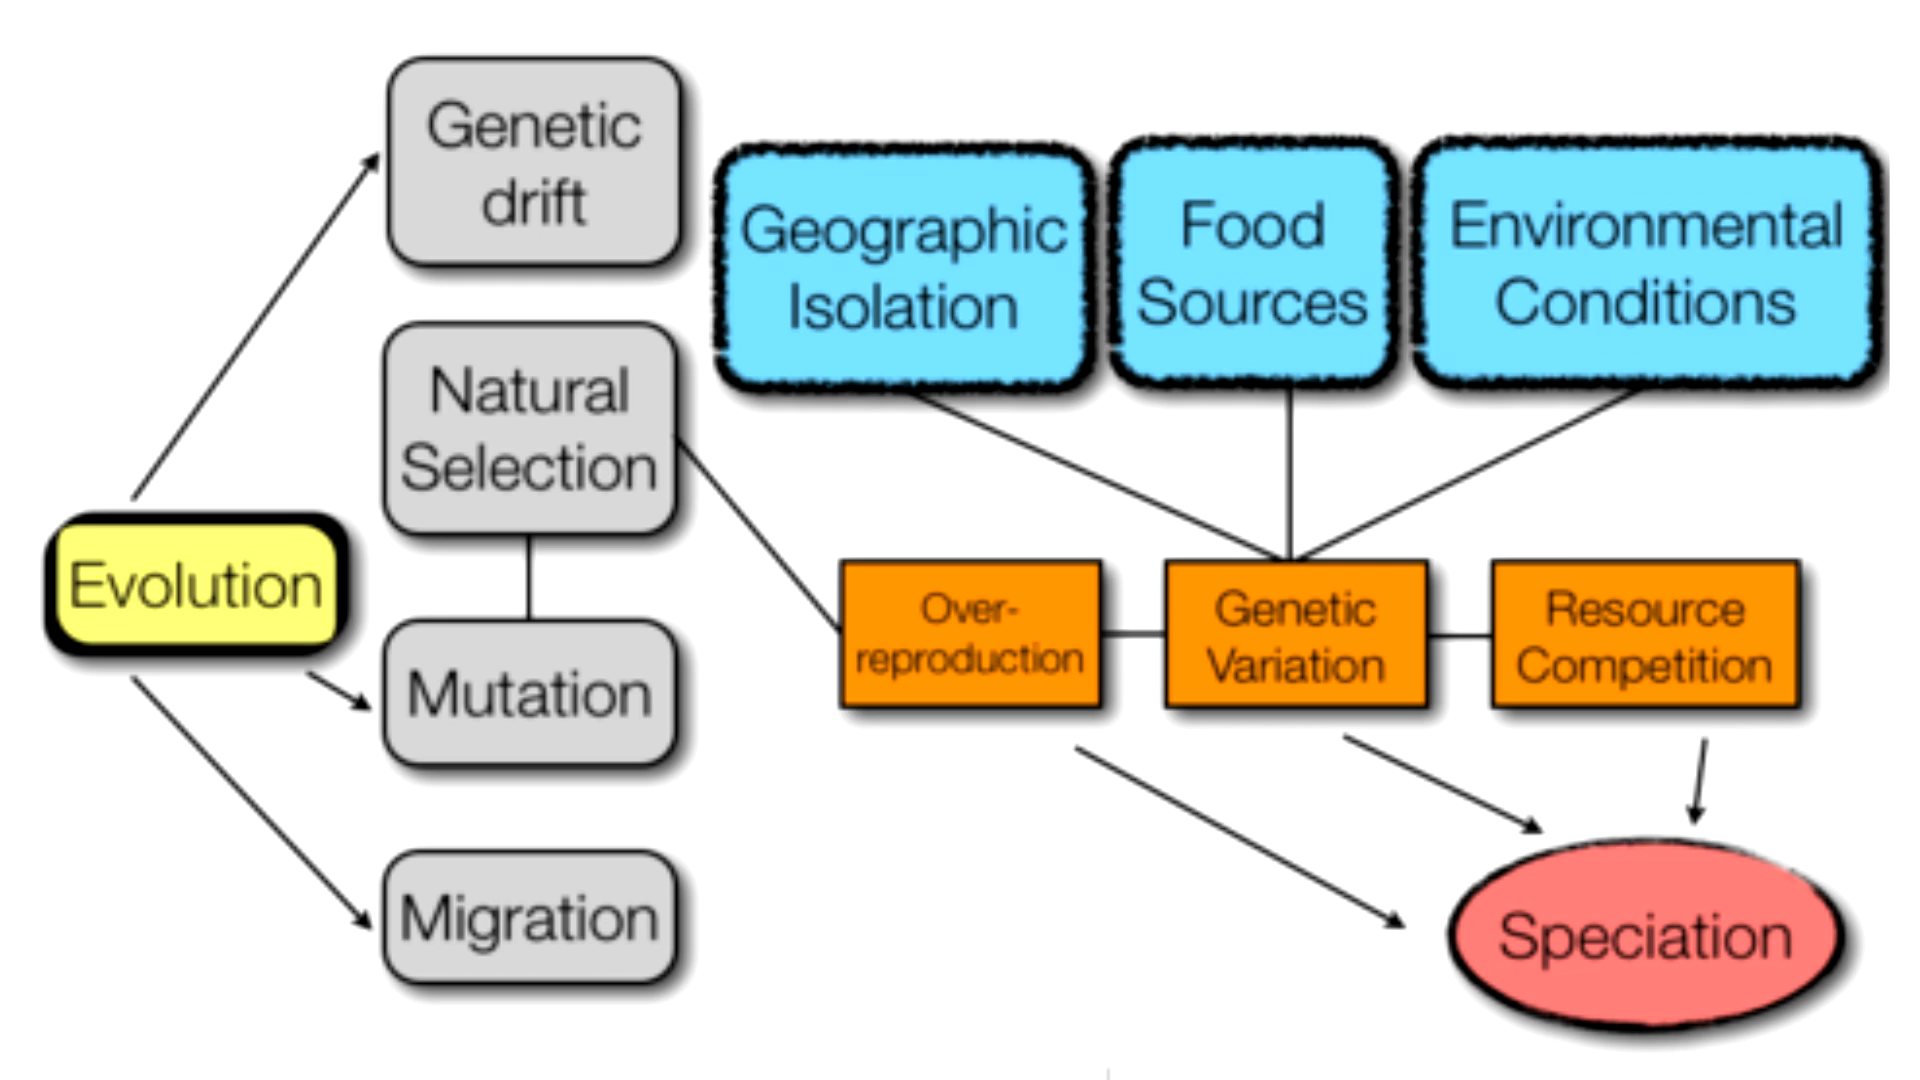 Genetic
drift
Geographic
Isolation
Food
Sources
Environmental
Conditions
Natural
Selection
Evolution
Over-
reproduction
Genetic
Variation
Resource
Competition
Mutation
Migration
Speciation